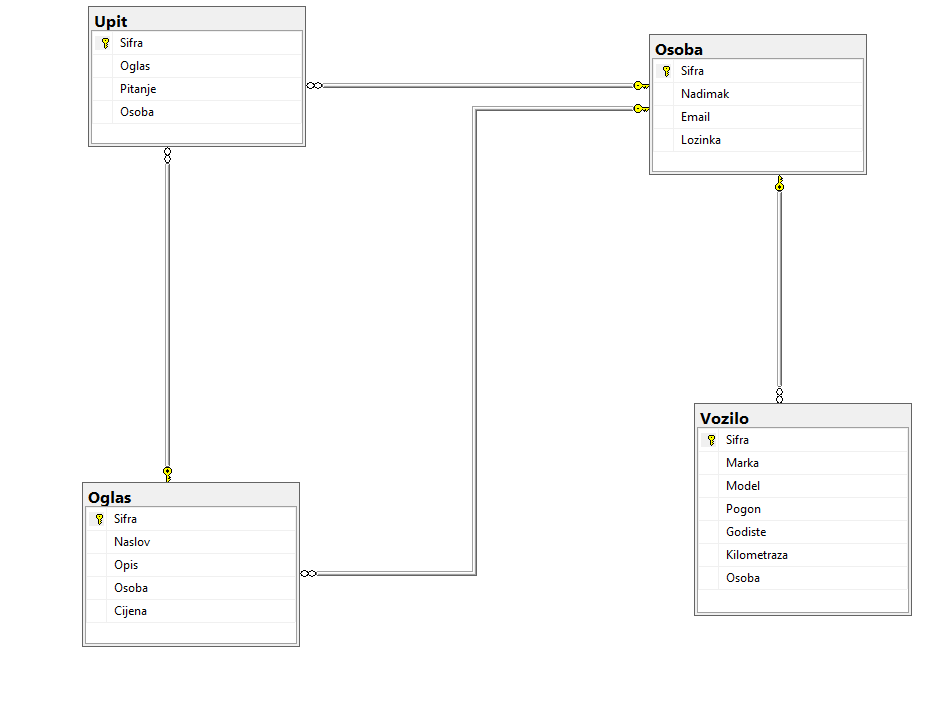 Upit
Sifra
Oglas
Pitanje
Osoba
Osoba
Sifra
Nadimak
Email
Lozinka
Oglas
Sifra
Naslov
Opis
Osoba
Cijena
Vozilo
Sifra
Marka
Model
Pogon
Godiste
Kilometraza
Osoba